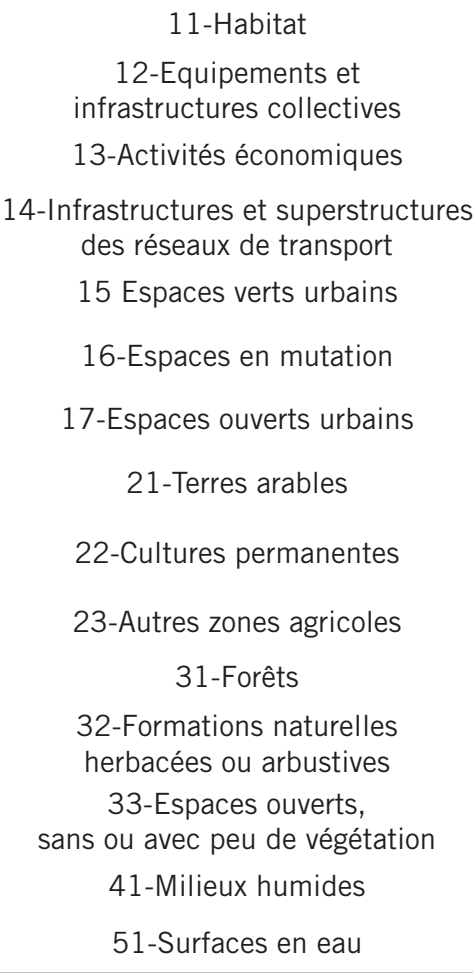 11-Habitat
12-Equipements et
infrastructures collectives
13-Activités économiques
14-Infrastructures et superstructures
des réseaux de transport
15 Espaces verts urbains
16-Espaces en mutation
17-Espaces ouverts urbains
21-Terres arables
22-Cultures permanentes
23-Autres zones agricoles
31-Forêts
32-Formations naturelles
herbacées ou arbustives
33-Espaces ouverts,
sans ou avec peu de végétation
41-Milieux humides
51-Surfaces en eau